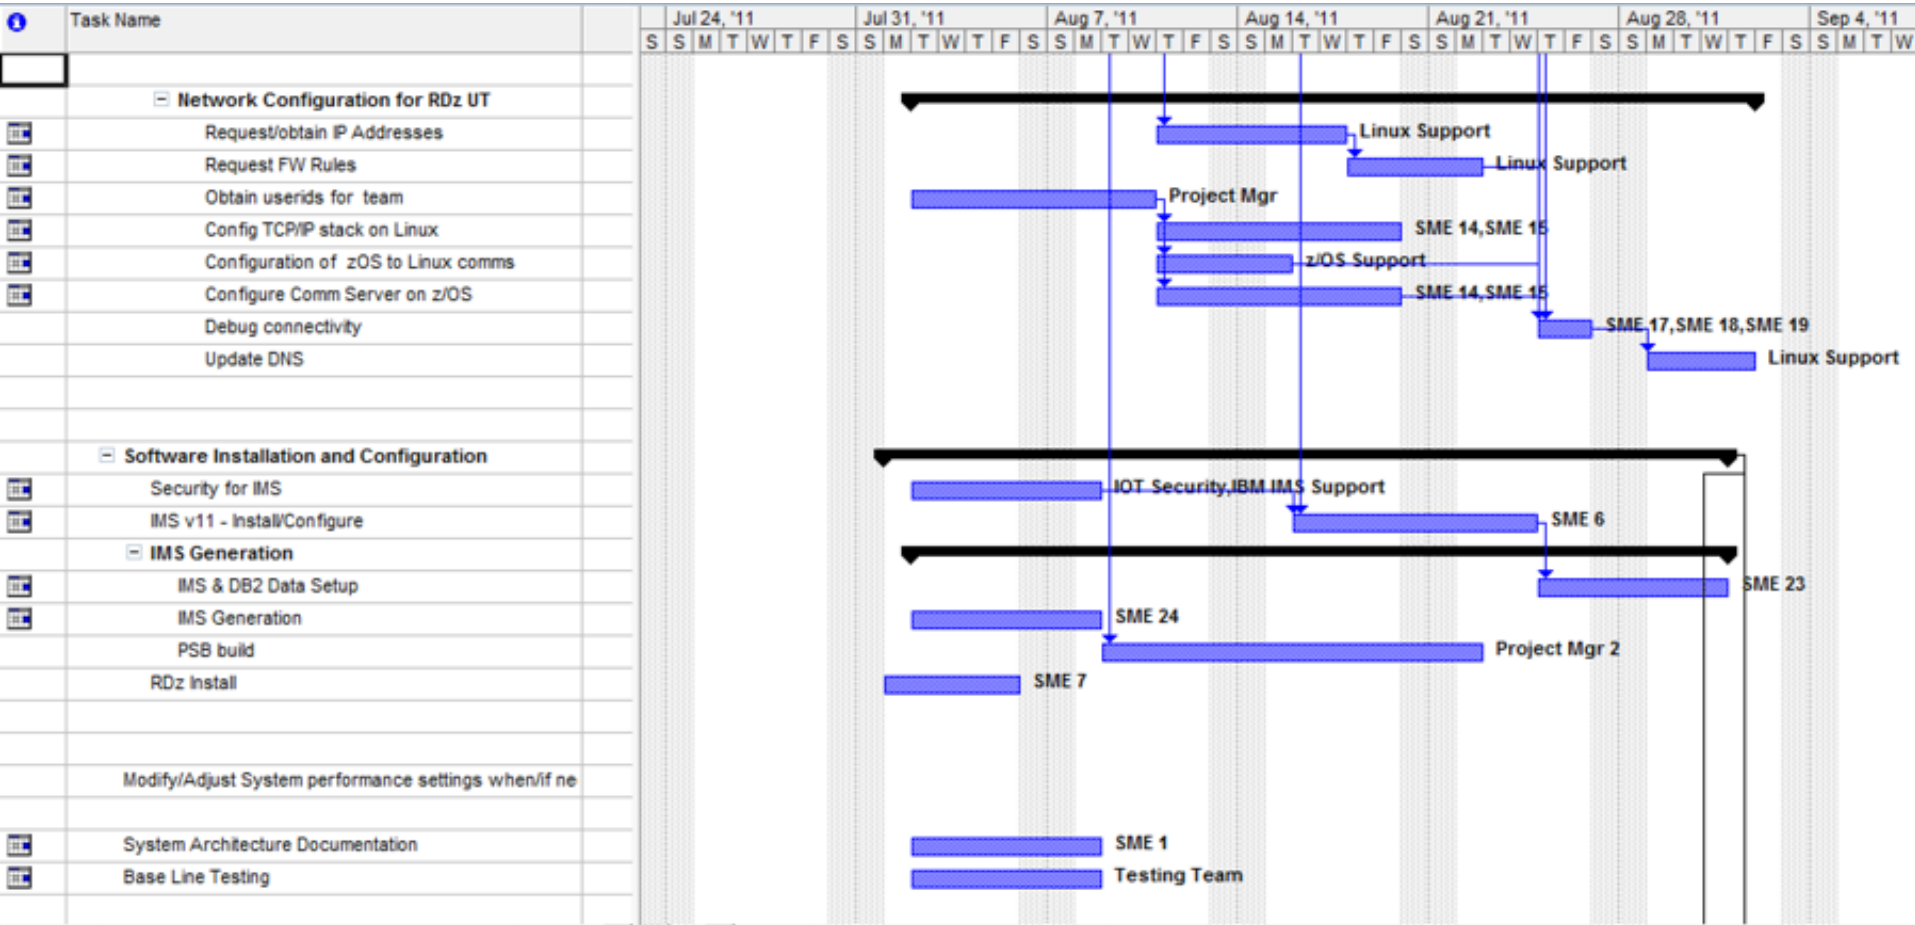 Task Name
Jul 24, '11 Jul 31, '11 Aug 7, '11 Aug 14, '11 Aug 21, '11 Aug 28, '11 Sep 4, '11
S S M T W T F S S M T W T F S S M T W T F S S M T W T F S S M T W T F S S M T W T F S S M T W
Network Configuration for RDz UT
Request/obtain IP Addresses Linux Support
Request FW Rules Linux Support
Obtain userids for team Project Mgr
Config TCP/IP stack on Linux SME 14,SME 15
Configuration of zOS to Linux comms z/OS Support
Configure Comm Server on z/OS SME 14,SME 15
Debug connectivity SME 17,SME 18,SME 19
Update DNS Linux Support
Software Installation and Configuration
Security for IMS IOT Security,IBM IMS Support
IMS v11 - Install/Configure SME 6
IMS Generation
IMS & DB2 Data Setup SME 23
IMS Generation SME 24
PSB build Project Mgr 2
RDz Install SME 7
Modify/Adjust System performance settings when/if ne
System Architecture Documentation SME 1
Base Line Testing Testing Team